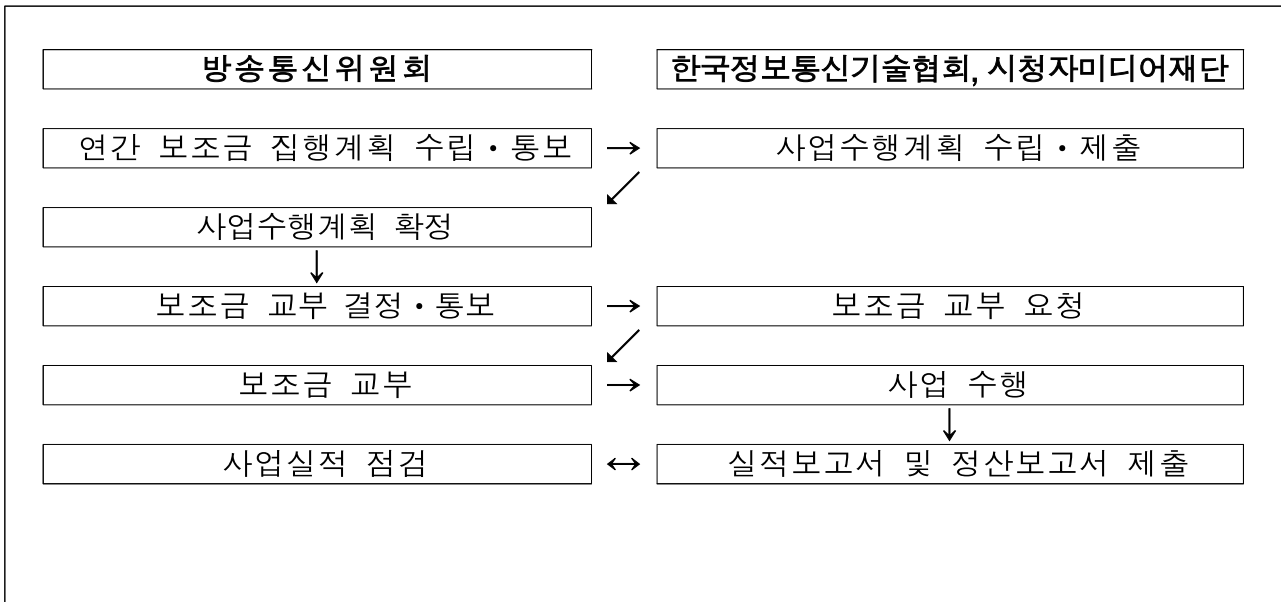 방송통신위원회
한국정보통신기술협회, 시청자미디어재단
연간 보조금 집행계획 수립・통보
사업수행계획 수립・제출
사업수행계획 확정
보조금 교부 결정・통보
보조금 교부 요청
보조금 교부
사업 수행
사업실적 점검
실적보고서 및 정산보고서 제출